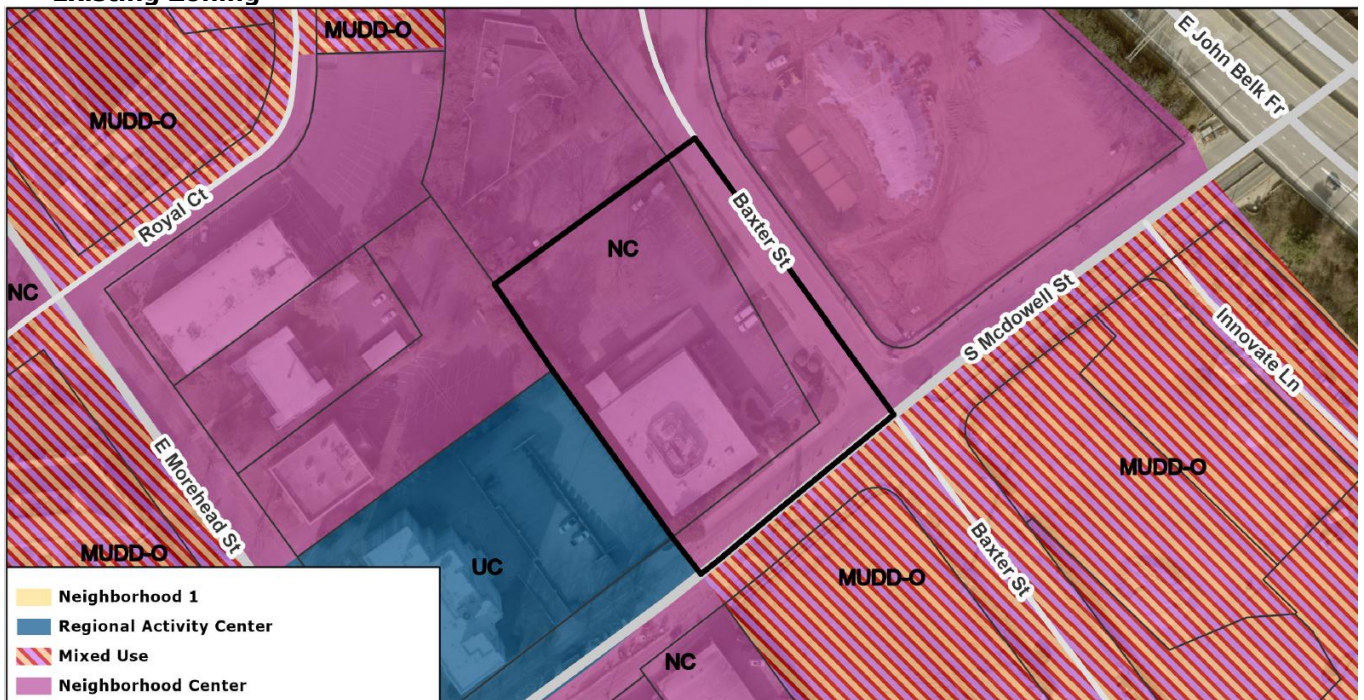 Existing Zoning
MUDD-O
MUDD-O
E John Belk Fr
Royal Ct
Baxter St
NC
NC
S Mcdowell St
Innovate Ln
E Morehead St
MUDD-O
MUDD-O
UC
MUDD-O
Baxter St
NC
Neighborhood 1
Regional Activity Center
Mixed Use
Neighborhood Center